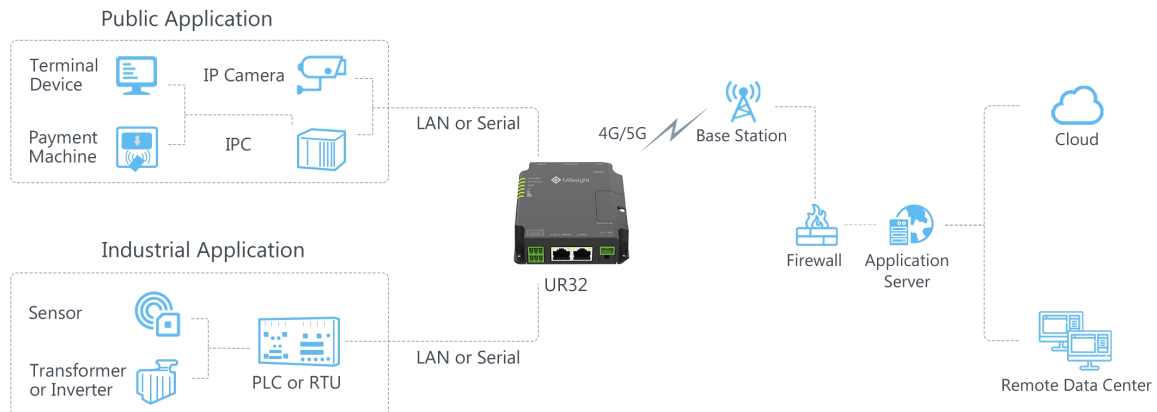 Public Application
Terminal
Device
IP Camera
Payment
Machine
IPC
LAN or Serial
4G/5G
Base Station
Cloud
Milesight
UR32
Firewall
Application
Server
Industrial Application
Sensor
Transformer
or Inverter
PLC or RTU
LAN or Serial
Remote Data Center